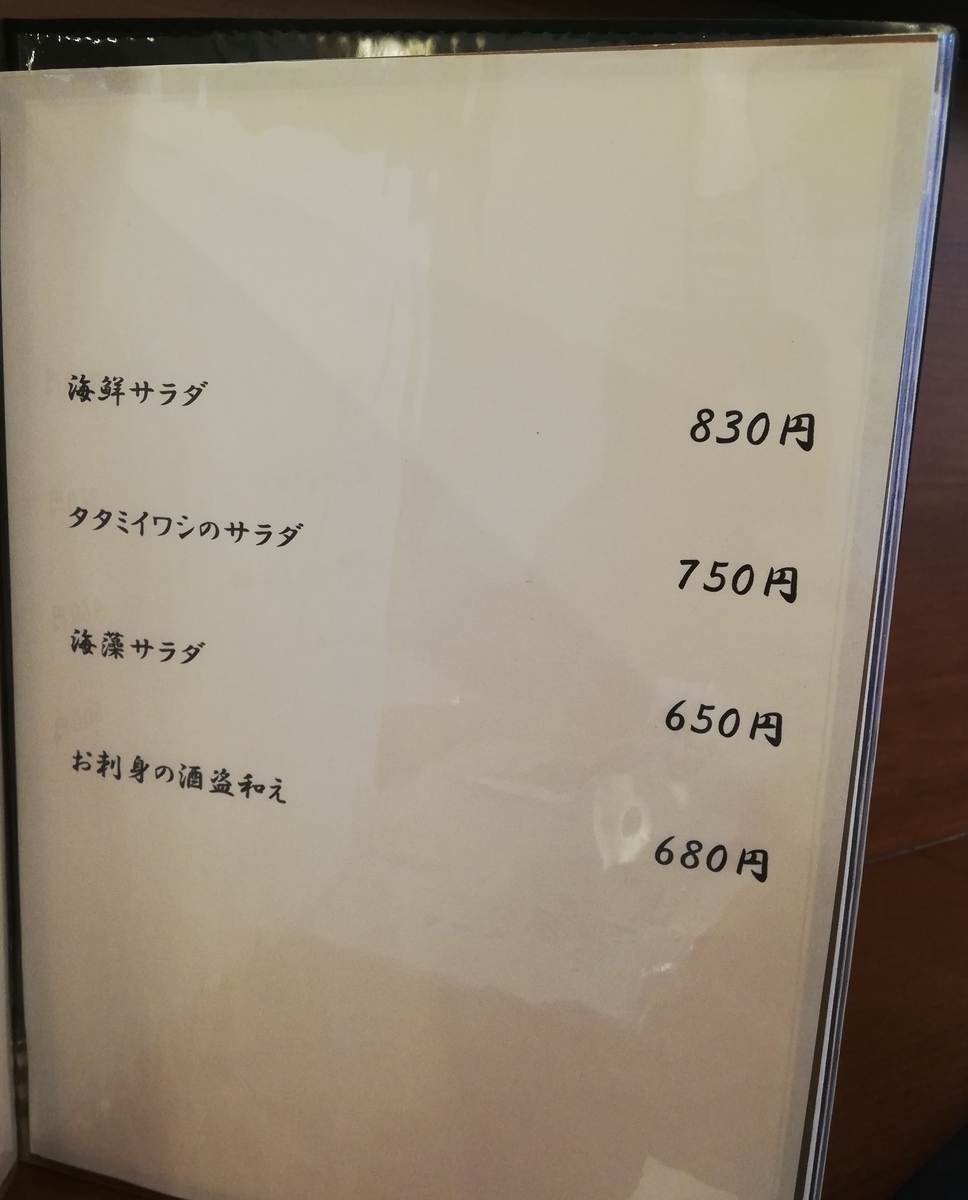 海鮮サラダ 830円
タタミイワシのサラダ 750円
海藻サラダ 650円
お刺身の酒盗和え 680円